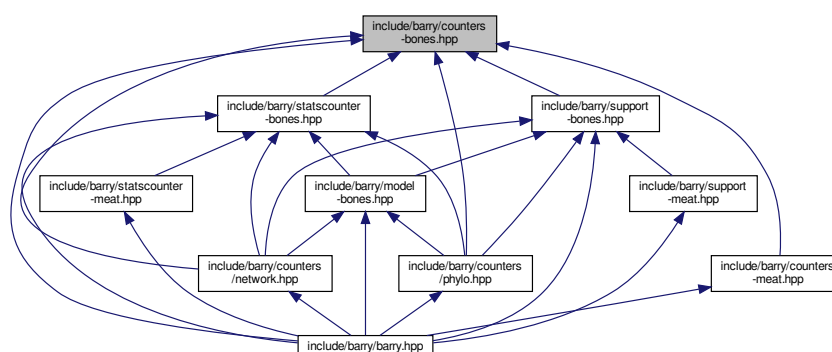 include/barry/counters
-bones.hpp
include/barry/statscounter
-bones.hpp
include/barry/support
-bones.hpp
include/barry/statscounter
-meat.hpp
include/barry/model
-bones.hpp
include/barry/support
-meat.hpp
include/barry/counters
/network.hpp
include/barry/counters
/phylo.hpp
include/barry/counters
-meat.hpp
include/barry/barry.hpp